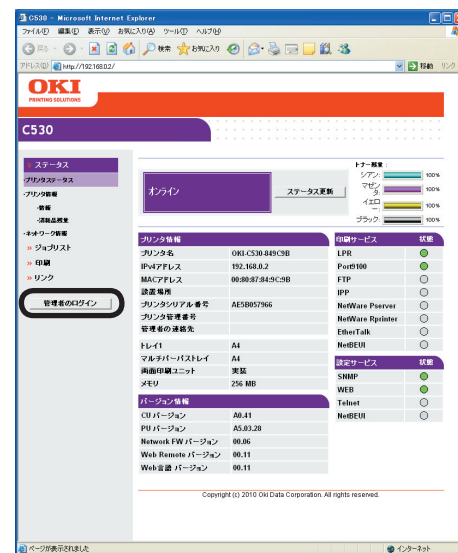 C530 - Microsoft Internet Explorer
ファイル(F) 編集(E) 表示(V) お気に入り(A) ツール(T) ヘルプ(H)
戻る 検索 お気に入り
アドレス(D) http://192.168.0.2/ 移動 リンク
OKI
PRINTING SOLUTIONS
C530
ステータス
プリンタステータス
プリンタ情報
情報
消耗品残量
ネットワーク情報
ジョブリスト
印刷
リンク
管理者のログイン
オンライン
ステータス更新
トナー残量 :
シアン: 100%
マゼンタ: 100%
イエロー: 100%
ブラック: 100%
プリンタ情報
プリンタ名 OKI-C530-849C9B
IPv4アドレス 192.168.0.2
MACアドレス 00:80:87:84:9C:9B
設置場所
プリンタシリアル番号 AE5B057966
プリンタ管理番号
管理者の連絡先
トレイ1 A4
マルチパーパストレイ A4
両面印刷ユニット 実装
メモリ 256 MB
バージョン情報
CU バージョン A0.41
PU バージョン A5.03.28
Network FW バージョン 00.06
Web Remote バージョン 00.11
Web言語 バージョン 00.11
印刷サービス 状態
LPR
Port9100
FTP
IPP
NetWare Pserver
NetWare Rprinter
EtherTalk
NetBEUI
設定サービス 状態
SNMP
WEB
Telnet
NetBEUI
Copyright (c) 2010 Oki Data Corporation. All rights reserved.
ページが表示されました インターネット